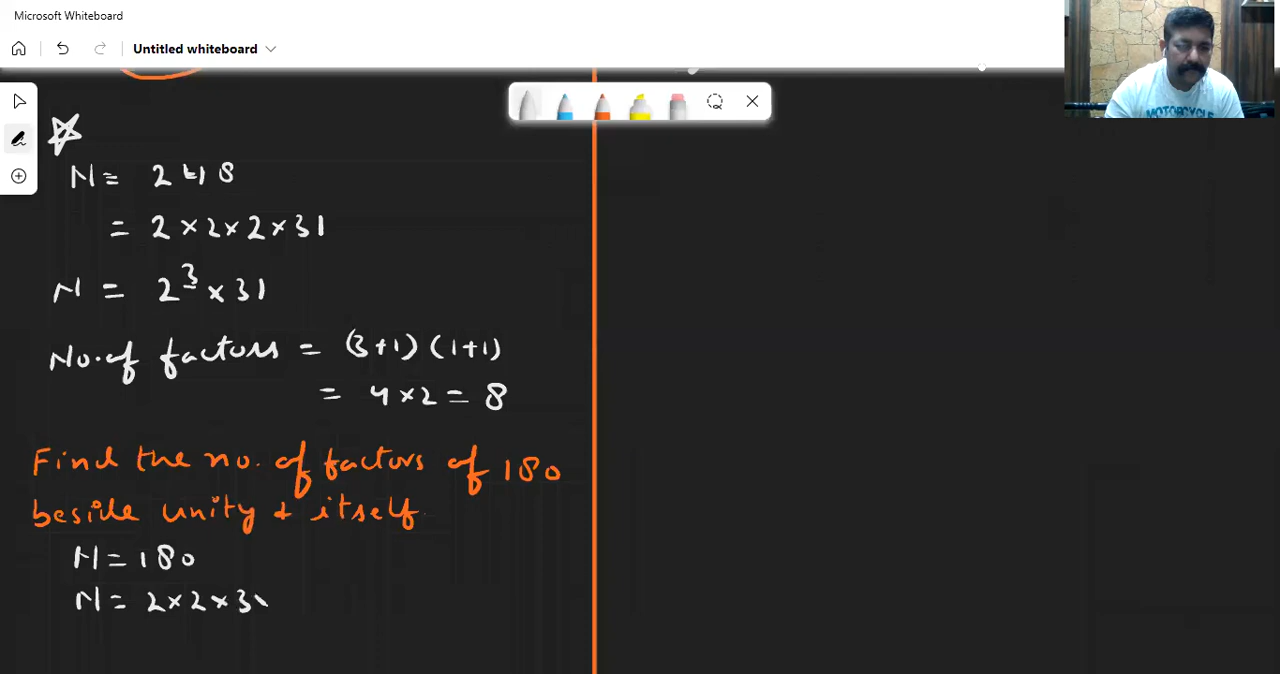 Microsoft Whiteboard
Untitled whiteboard
MOTORCYCLE
N = 248
= 2 × 2 × 2 × 31
N = 2³ × 31
No. of factors = (3+1) (1+1)
= 4 × 2 = 8
Find the no. of factors of 180
beside unity + itself
N = 180
N = 2 × 2 × 3